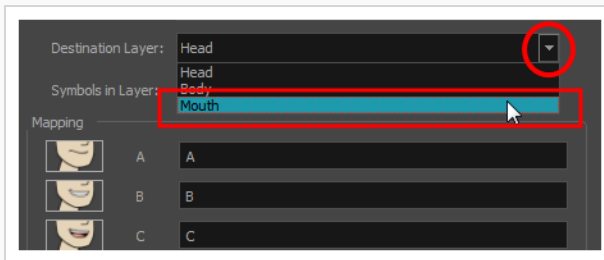 Destination Layer: Head
Head
Symbols in Layer: Body
Mouth
Mapping
A A
B B
C C